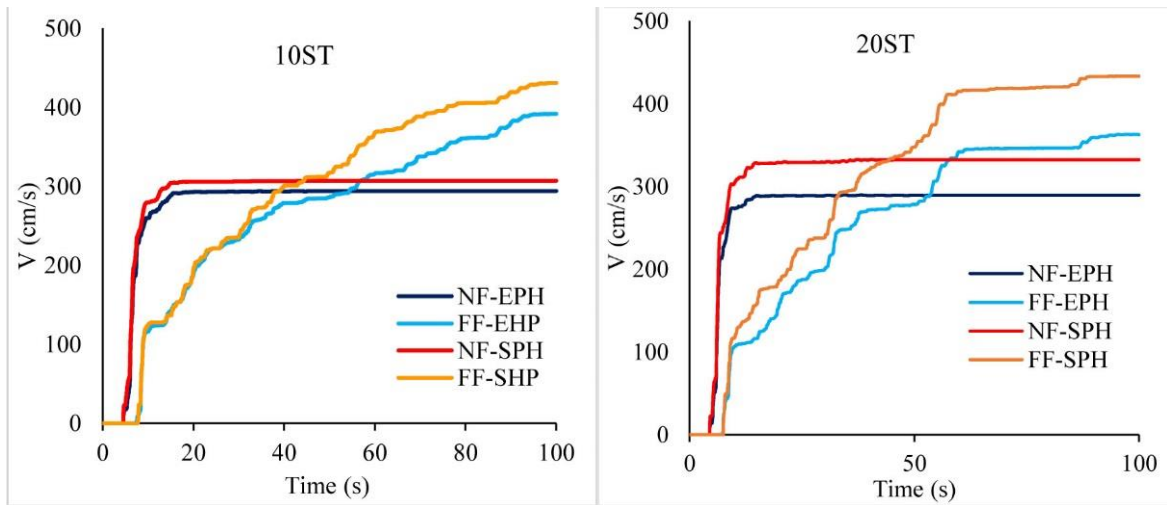 500
10ST
400
300
V (cm/s)
200
NF-EPH
FF-EHP
100
NF-SPH
FF-SHP
0
0 20 40 60 80 100
Time (s)
500
20ST
400
300
V (cm/s)
200
NF-EPH
FF-EPH
100
NF-SPH
FF-SPH
0
0 50 100
Time (s)